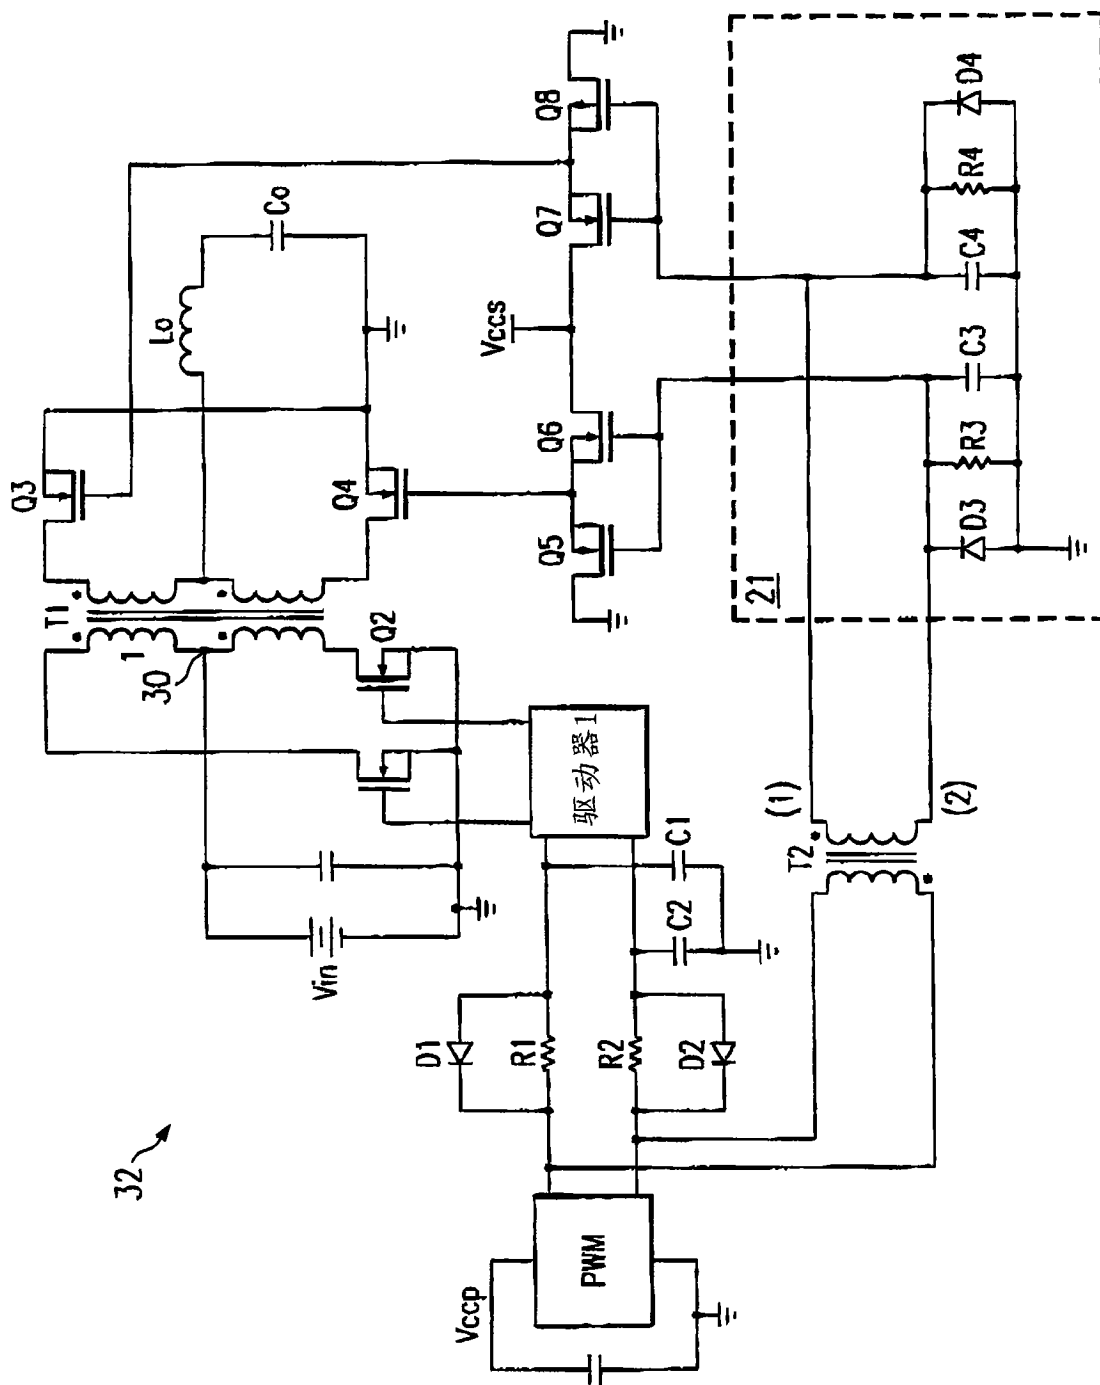 32
Vccp
PWM
D1
R1
R2
D2
C2
C1
Vin
驱动器1
30
1
T1
Q2
Q3
Q4
Lo
Co
Q5
Q6
Vccs
Q7
Q8
T2
(1)
(2)
21
D3
R3
C3
C4
R4
D4